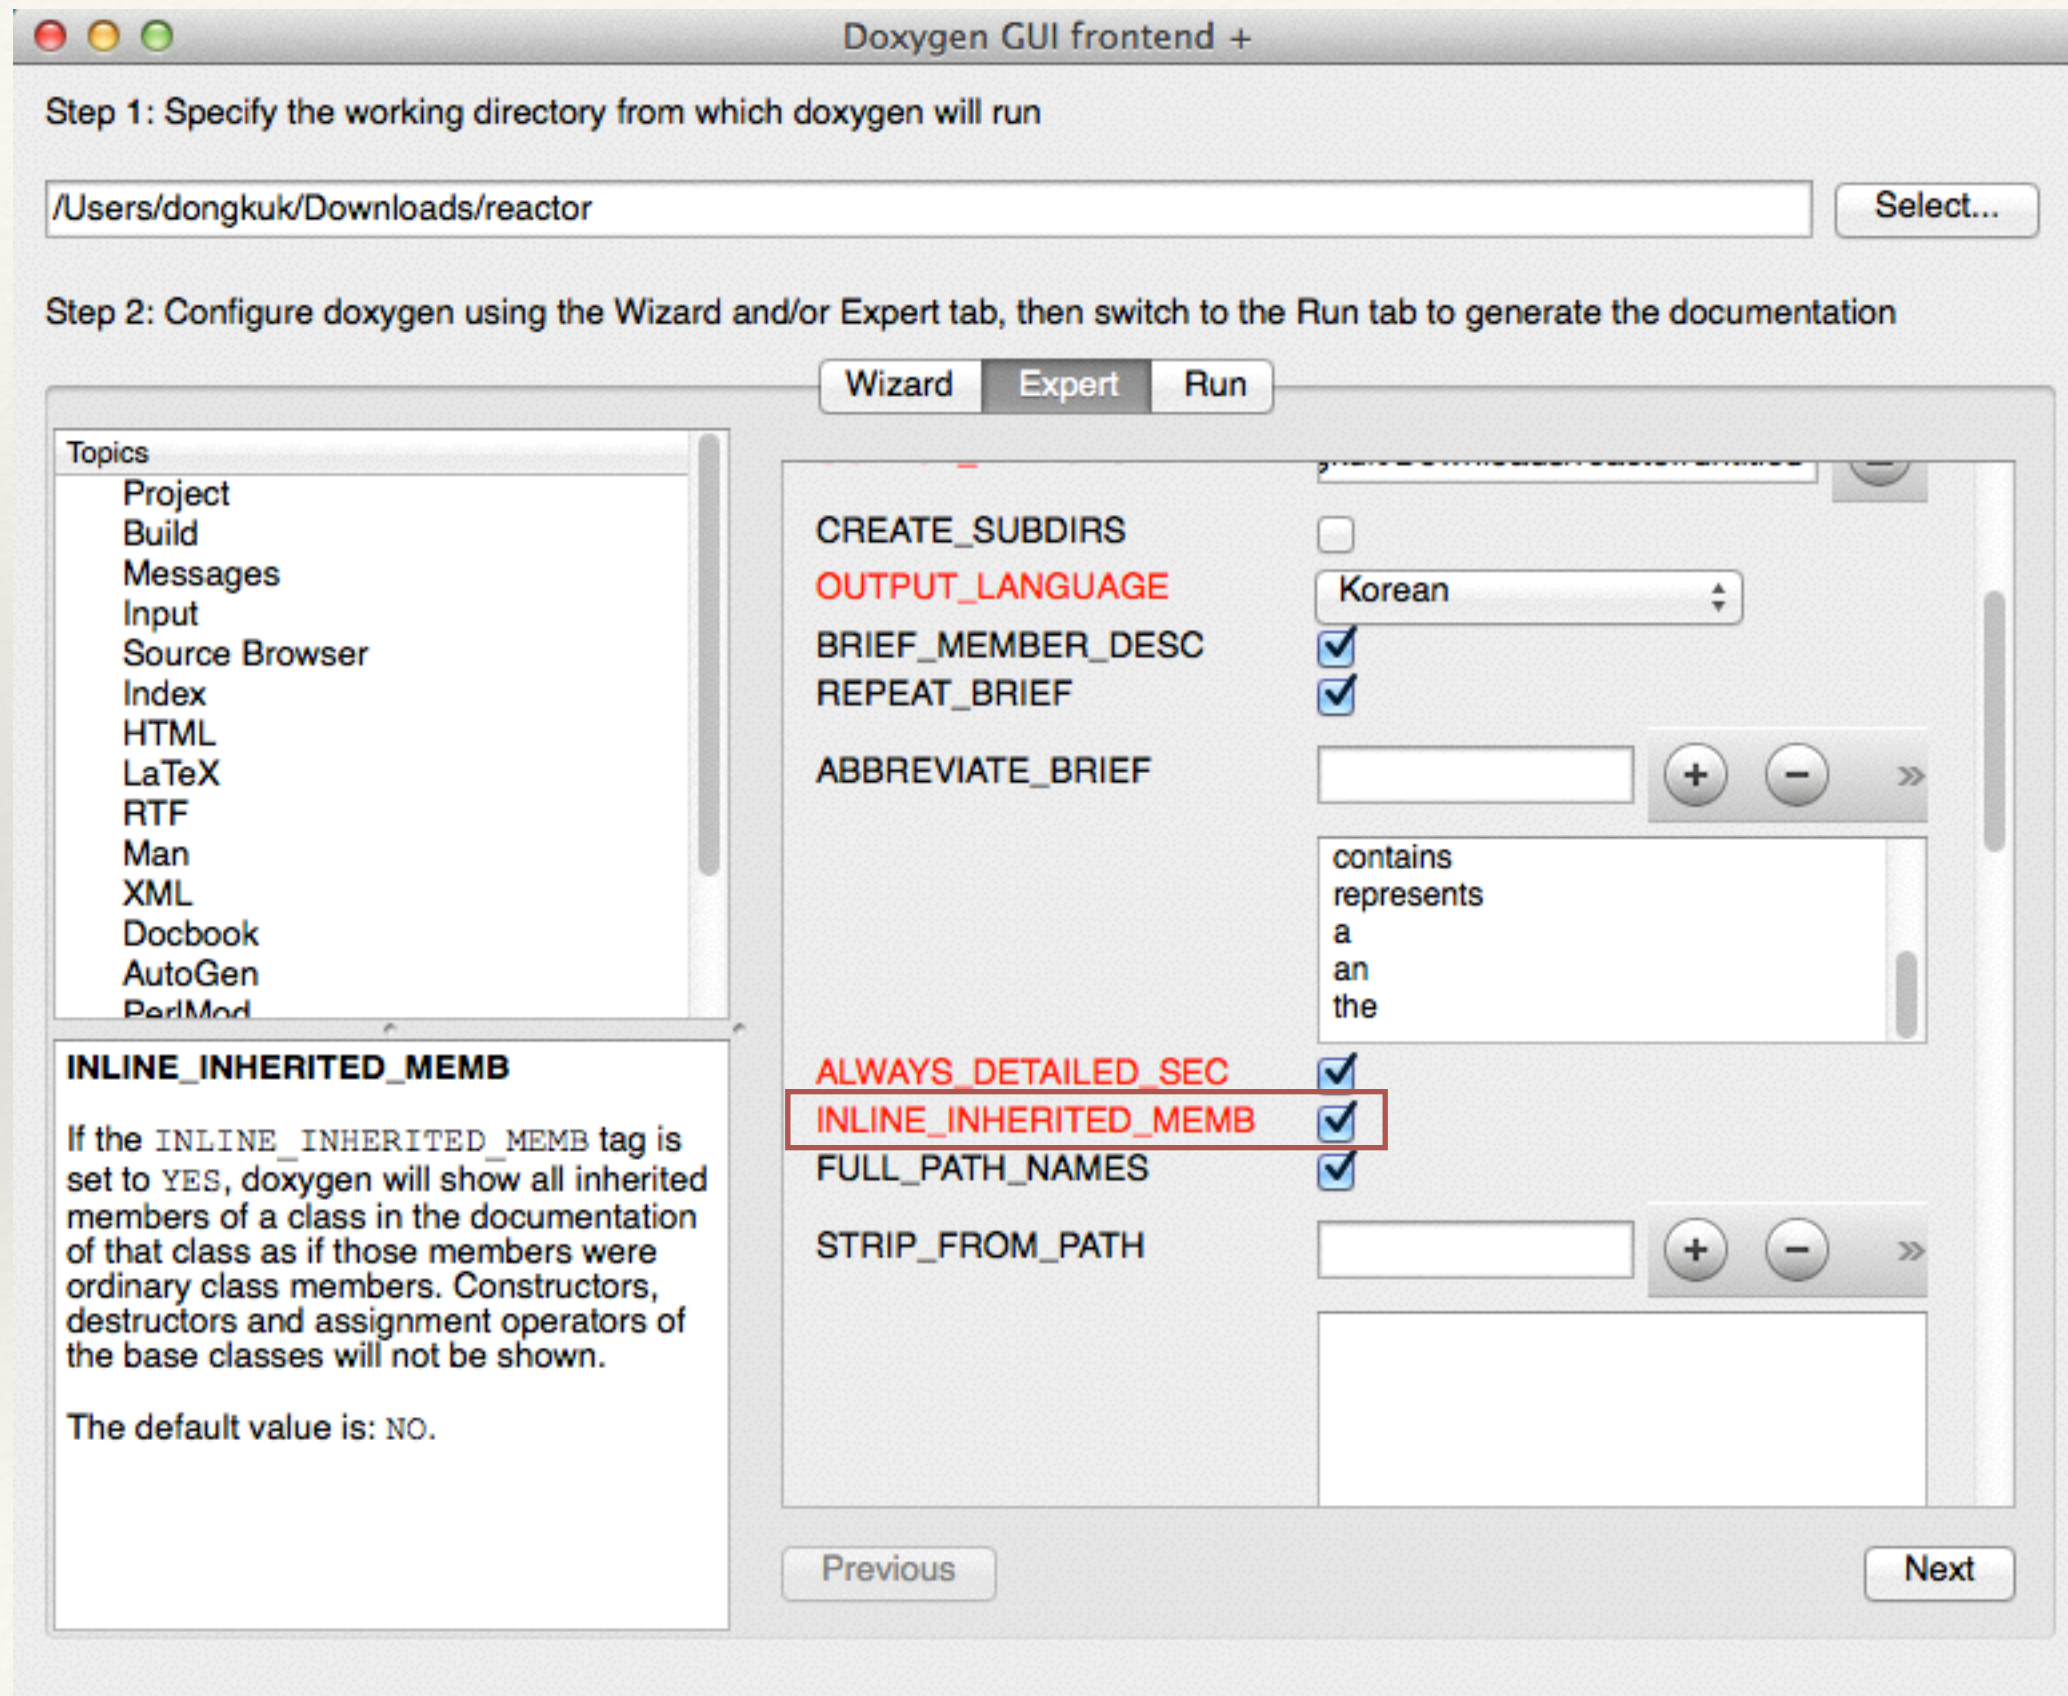 Doxygen GUI frontend +
Step 1: Specify the working directory from which doxygen will run
/Users/dongkuk/Downloads/reactor
Select...
Step 2: Configure doxygen using the Wizard and/or Expert tab, then switch to the Run tab to generate the documentation
Wizard Expert Run
Topics
Project
Build
Messages
Input
Source Browser
Index
HTML
LaTeX
RTF
Man
XML
Docbook
AutoGen
PerlMod
INLINE_INHERITED_MEMB
If the INLINE_INHERITED_MEMB tag is
set to YES, doxygen will show all inherited
members of a class in the documentation
of that class as if those members were
ordinary class members. Constructors,
destructors and assignment operators of
the base classes will not be shown.
The default value is: NO.
CREATE_SUBDIRS
OUTPUT_LANGUAGE Korean
BRIEF_MEMBER_DESC
REPEAT_BRIEF
ABBREVIATE_BRIEF
contains
represents
a
an
the
ALWAYS_DETAILED_SEC
INLINE_INHERITED_MEMB
FULL_PATH_NAMES
STRIP_FROM_PATH
Previous
Next